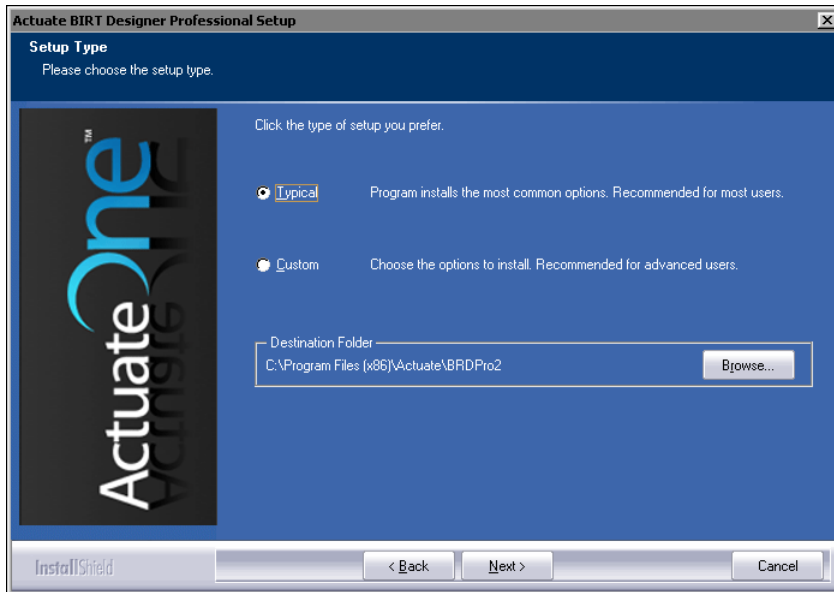 Actuate BIRT Designer Professional Setup
Setup Type
Please choose the setup type.
ActuateOne™
Click the type of setup you prefer.
Typical Program installs the most common options. Recommended for most users.
Custom Choose the options to install. Recommended for advanced users.
Destination Folder
C:\Program Files (x86)\Actuate\BRDPro2 Browse...
InstallShield < Back Next > Cancel